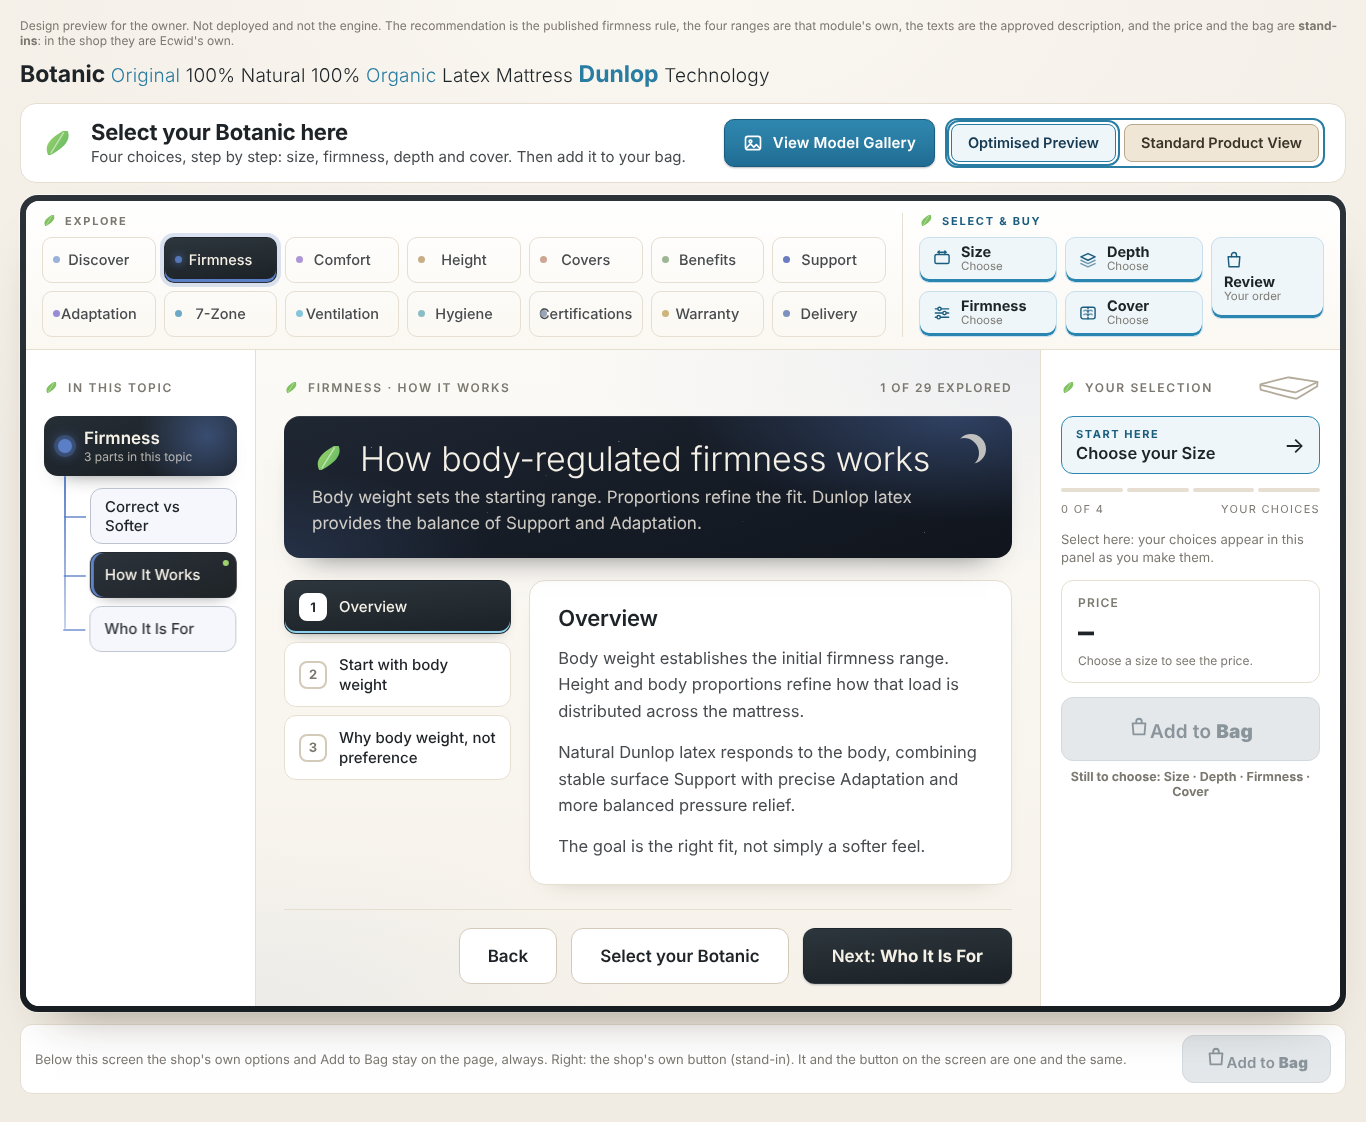 Design preview for the owner. Not deployed and not the engine. The recommendation is the published firmness rule, the four ranges are that module's own, the texts are the approved description, and the price and the bag are stand-
ins: in the shop they are Ecwid's own.
Botanic Original 100% Natural 100% Organic Latex Mattress Dunlop Technology
Select your Botanic here
Four choices, step by step: size, firmness, depth and cover. Then add it to your bag.
View Model Gallery
Optimised Preview
Standard Product View
EXPLORE
Discover
Firmness
Comfort
Height
Covers
Benefits
Support
Adaptation
7-Zone
Ventilation
Hygiene
Certifications
Warranty
Delivery
SELECT & BUY
Size
Choose
Depth
Choose
Firmness
Choose
Cover
Choose
Review
Your order
IN THIS TOPIC
Firmness
3 parts in this topic
Correct vs
Softer
How It Works
Who It Is For
FIRMNESS · HOW IT WORKS
1 OF 29 EXPLORED
How body-regulated firmness works
Body weight sets the starting range. Proportions refine the fit. Dunlop latex
provides the balance of Support and Adaptation.
1 Overview
2 Start with body
weight
3 Why body weight, not
preference
Overview
Body weight establishes the initial firmness range.
Height and body proportions refine how that load is
distributed across the mattress.
Natural Dunlop latex responds to the body, combining
stable surface Support with precise Adaptation and
more balanced pressure relief.
The goal is the right fit, not simply a softer feel.
Back
Select your Botanic
Next: Who It Is For
YOUR SELECTION
START HERE
Choose your Size
0 OF 4
YOUR CHOICES
Select here: your choices appear in this
panel as you make them.
PRICE
–
Choose a size to see the price.
Add to Bag
Still to choose: Size · Depth · Firmness ·
Cover
Below this screen the shop's own options and Add to Bag stay on the page, always. Right: the shop's own button (stand-in). It and the button on the screen are one and the same.
Add to Bag